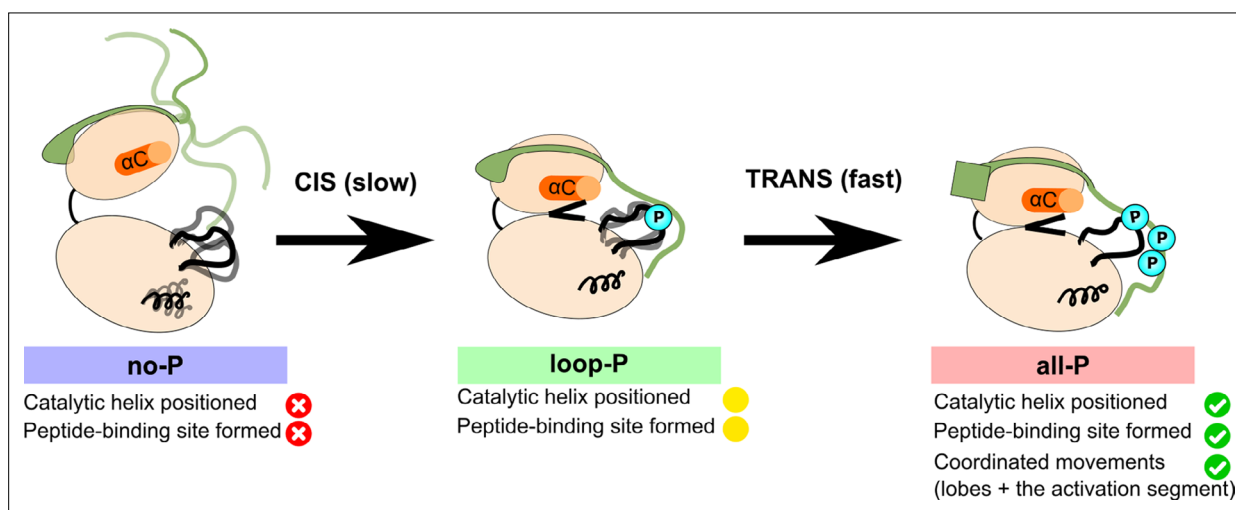 αC
CIS (slow)
αC
P
TRANS (fast)
αC
P
P
P
no-P
Catalytic helix positioned
Peptide-binding site formed
loop-P
Catalytic helix positioned
Peptide-binding site formed
all-P
Catalytic helix positioned
Peptide-binding site formed
Coordinated movements
(lobes + the activation segment)